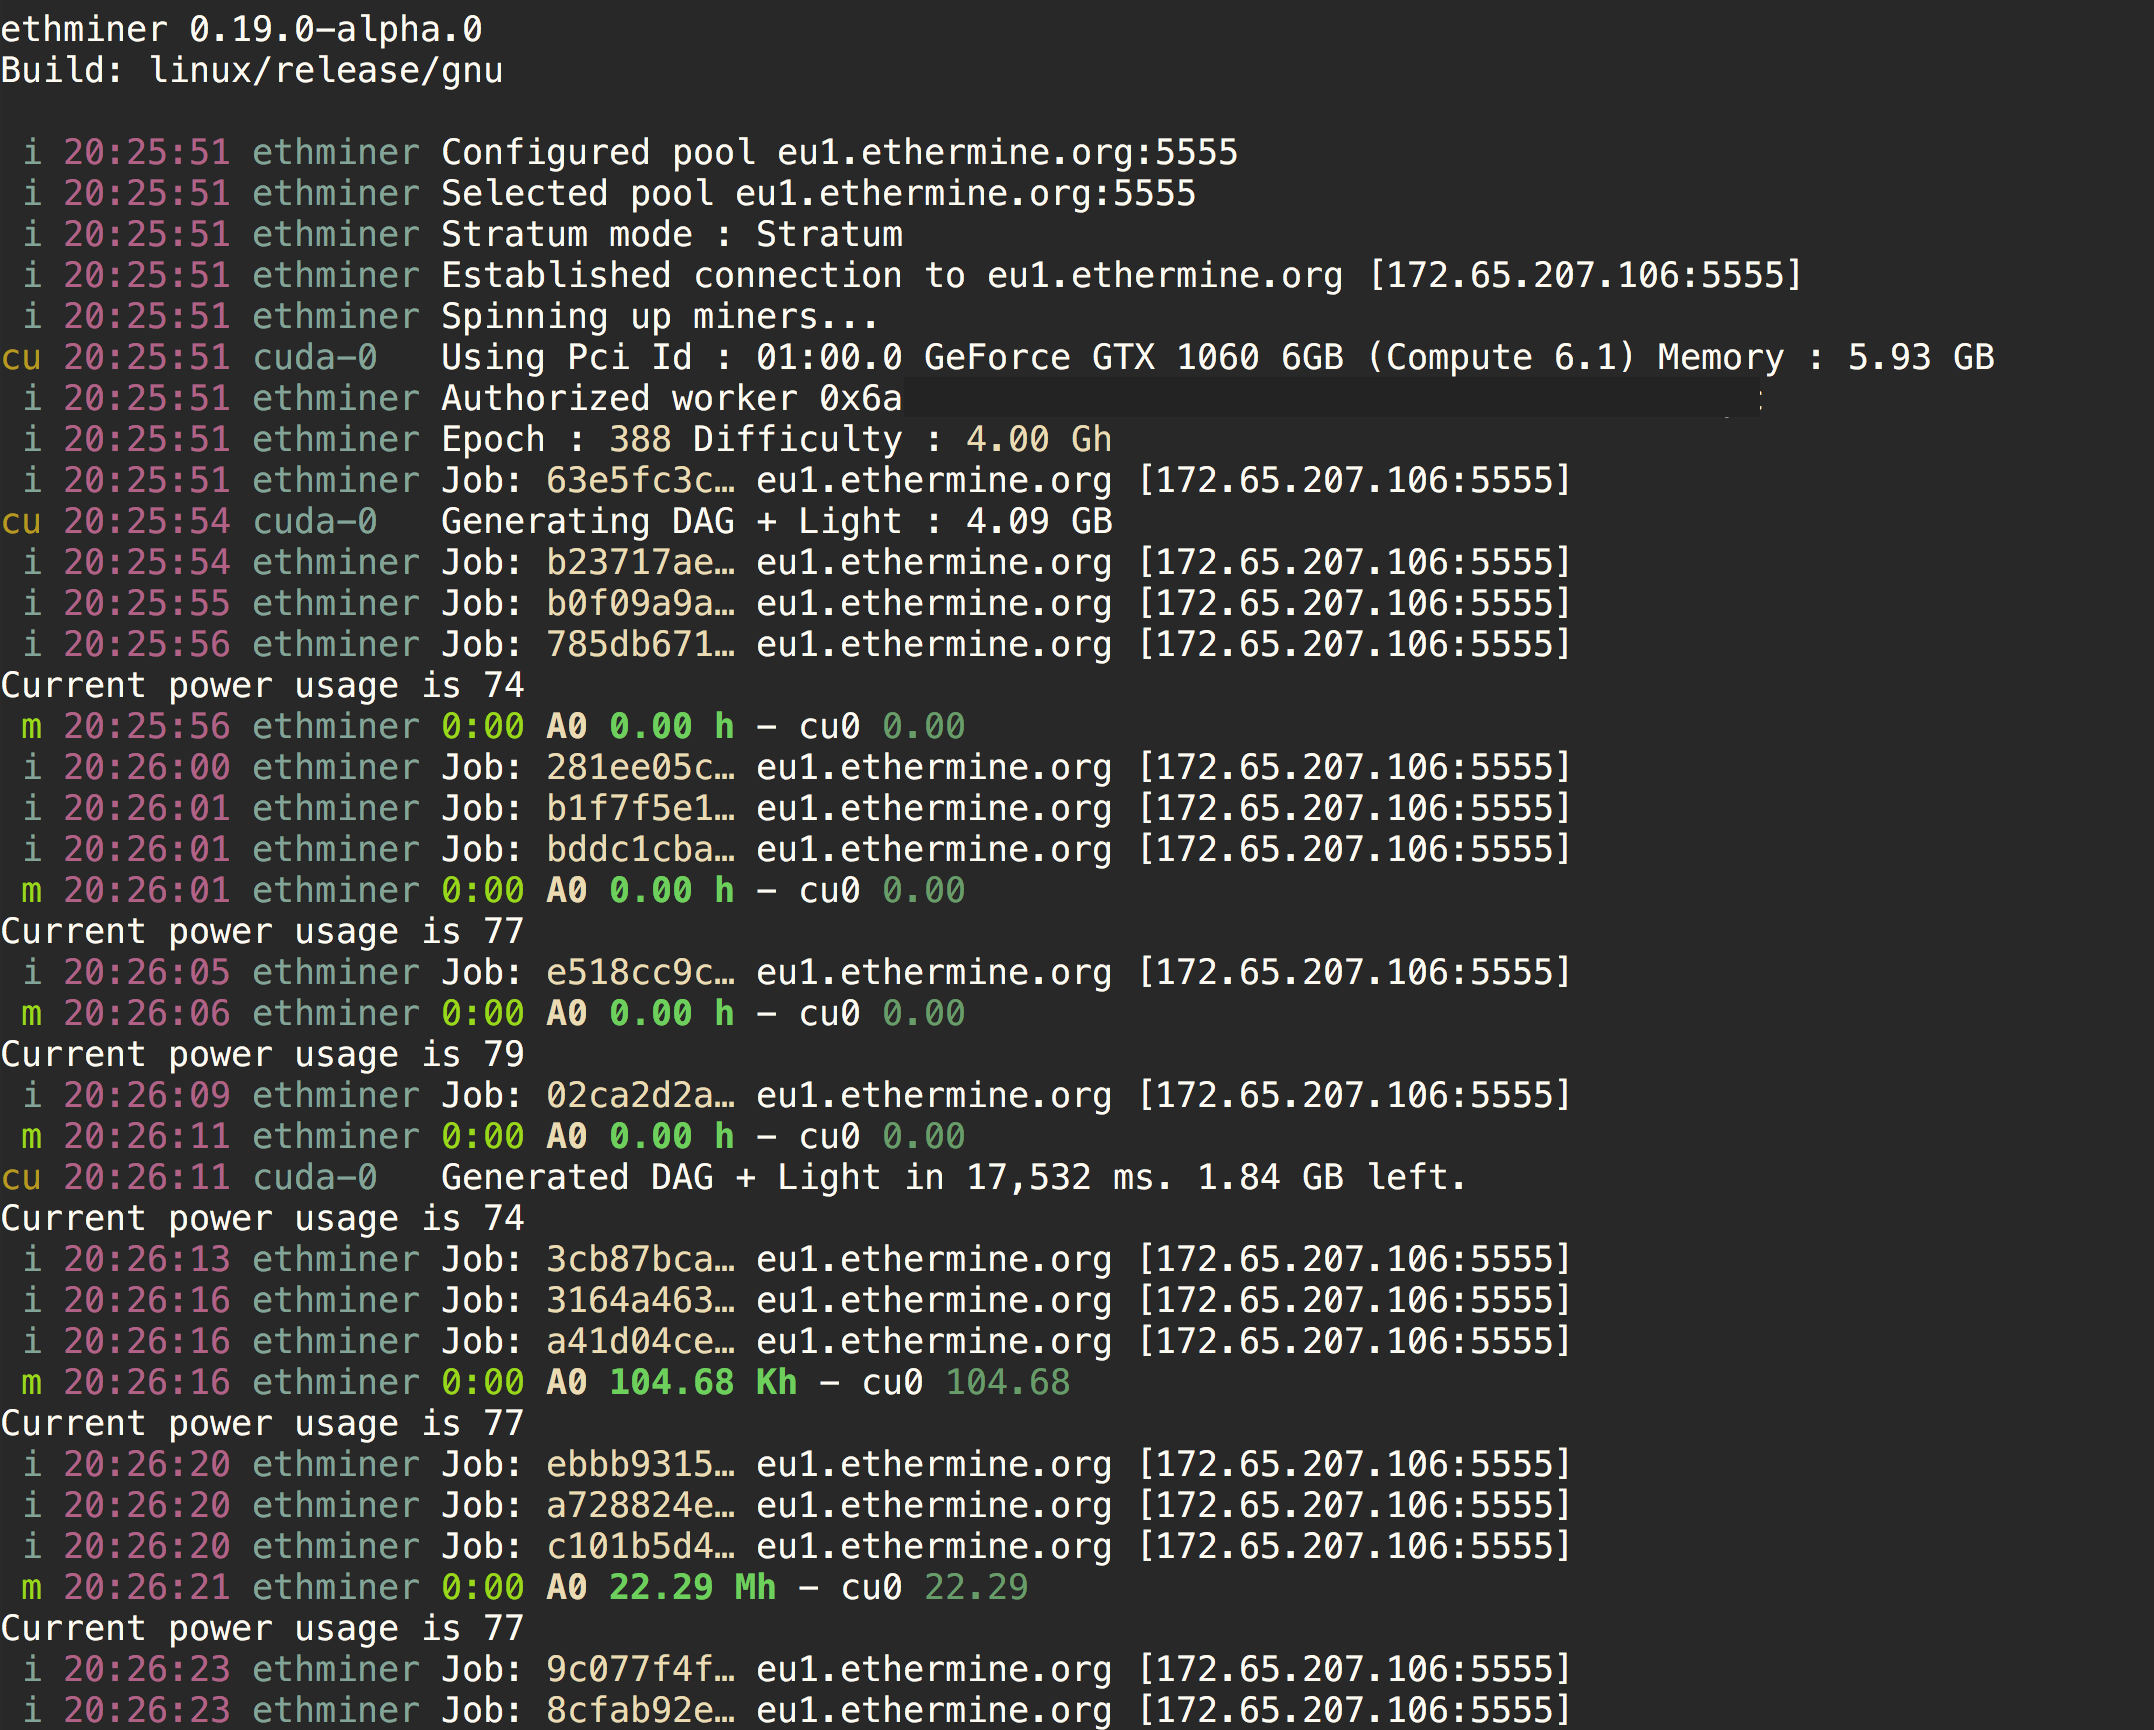 ethminer 0.19.0-alpha.0
Build: linux/release/gnu
i 20:25:51 ethminer Configured pool eu1.ethermine.org:5555
i 20:25:51 ethminer Selected pool eu1.ethermine.org:5555
i 20:25:51 ethminer Stratum mode : Stratum
i 20:25:51 ethminer Established connection to eu1.ethermine.org [172.65.207.106:5555]
i 20:25:51 ethminer Spinning up miners...
cu 20:25:51 cuda-0 Using Pci Id : 01:00.0 GeForce GTX 1060 6GB (Compute 6.1) Memory : 5.93 GB
i 20:25:51 ethminer Authorized worker 0x6a
i 20:25:51 ethminer Epoch : 388 Difficulty : 4.00 Gh
i 20:25:51 ethminer Job: 63e5fc3c… eu1.ethermine.org [172.65.207.106:5555]
cu 20:25:54 cuda-0 Generating DAG + Light : 4.09 GB
i 20:25:54 ethminer Job: b23717ae… eu1.ethermine.org [172.65.207.106:5555]
i 20:25:55 ethminer Job: b0f09a9a… eu1.ethermine.org [172.65.207.106:5555]
i 20:25:56 ethminer Job: 785db671… eu1.ethermine.org [172.65.207.106:5555]
Current power usage is 74
m 20:25:56 ethminer 0:00 A0 0.00 h - cu0 0.00
i 20:26:00 ethminer Job: 281ee05c… eu1.ethermine.org [172.65.207.106:5555]
i 20:26:01 ethminer Job: b1f7f5e1… eu1.ethermine.org [172.65.207.106:5555]
i 20:26:01 ethminer Job: bddc1cba… eu1.ethermine.org [172.65.207.106:5555]
m 20:26:01 ethminer 0:00 A0 0.00 h - cu0 0.00
Current power usage is 77
i 20:26:05 ethminer Job: e518cc9c… eu1.ethermine.org [172.65.207.106:5555]
m 20:26:06 ethminer 0:00 A0 0.00 h - cu0 0.00
Current power usage is 79
i 20:26:09 ethminer Job: 02ca2d2a… eu1.ethermine.org [172.65.207.106:5555]
m 20:26:11 ethminer 0:00 A0 0.00 h - cu0 0.00
cu 20:26:11 cuda-0 Generated DAG + Light in 17,532 ms. 1.84 GB left.
Current power usage is 74
i 20:26:13 ethminer Job: 3cb87bca… eu1.ethermine.org [172.65.207.106:5555]
i 20:26:16 ethminer Job: 3164a463… eu1.ethermine.org [172.65.207.106:5555]
i 20:26:16 ethminer Job: a41d04ce… eu1.ethermine.org [172.65.207.106:5555]
m 20:26:16 ethminer 0:00 A0 104.68 Kh - cu0 104.68
Current power usage is 77
i 20:26:20 ethminer Job: ebbb9315… eu1.ethermine.org [172.65.207.106:5555]
i 20:26:20 ethminer Job: a728824e… eu1.ethermine.org [172.65.207.106:5555]
i 20:26:20 ethminer Job: c101b5d4… eu1.ethermine.org [172.65.207.106:5555]
m 20:26:21 ethminer 0:00 A0 22.29 Mh - cu0 22.29
Current power usage is 77
i 20:26:23 ethminer Job: 9c077f4f… eu1.ethermine.org [172.65.207.106:5555]
i 20:26:23 ethminer Job: 8cfab92e… eu1.ethermine.org [172.65.207.106:5555]